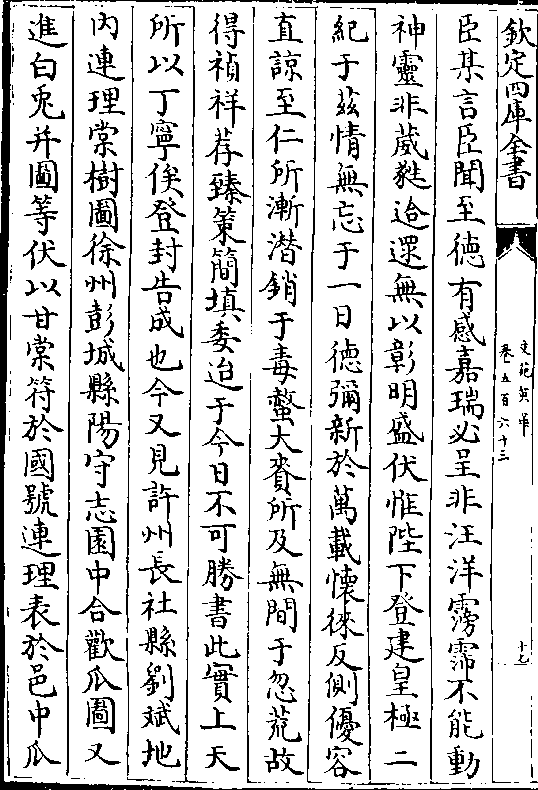 欽定四庫全書
文苑英華
卷五百六十三
十七
臣某言臣聞至德有感嘉瑞必呈非汪洋霶霈不能動
神靈非葳蕤迨遝無以彰明盛伏惟陛下登建皇極二
紀于茲情無忘于一日德彌新於萬載懷徠反側優容
直諒至仁所漸潛銷于毒螫大賚所及無間于忽荒故
得禎祥荐臻策簡填委迨于今日不可勝書此實上天
所以丁寧俟登封告成也今又見許州長社縣劉斌地
内連理棠樹圖徐州彭城縣陽守志園中合歡瓜圖又
進白兎并圖等伏以甘棠符於國號連理表於邑中瓜